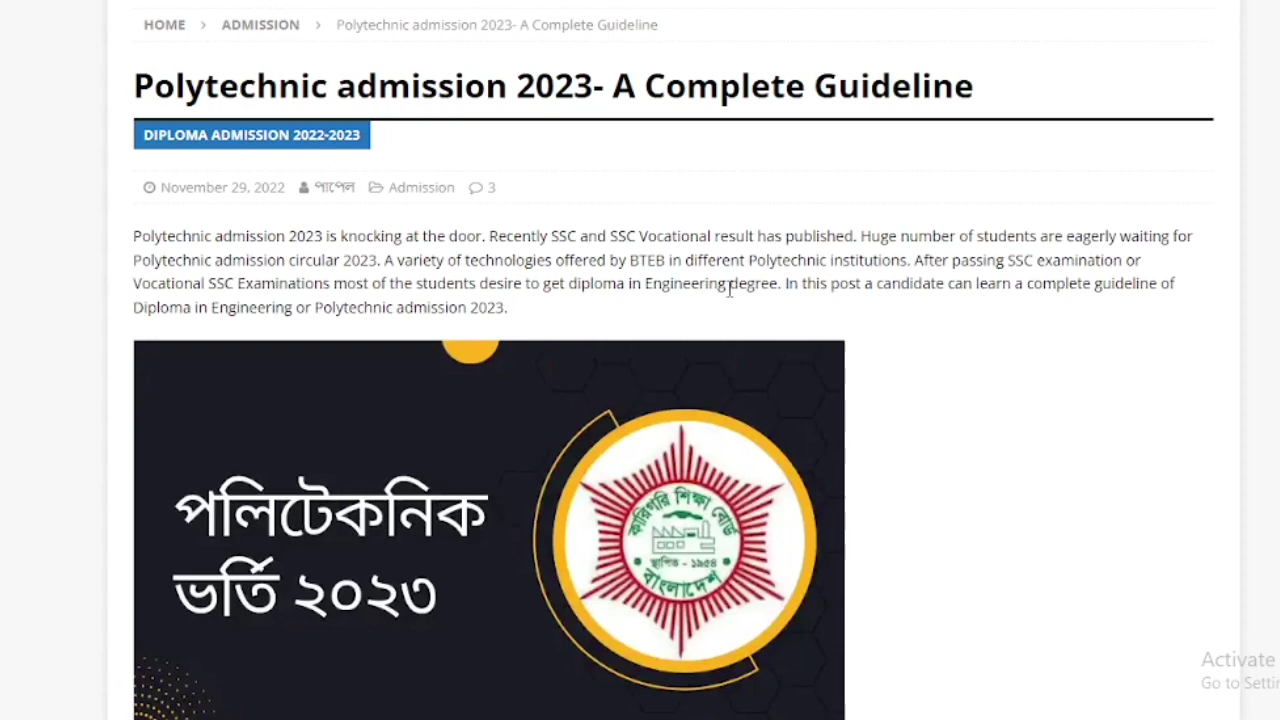 HOME > ADMISSION > Polytechnic admission 2023- A Complete Guideline
Polytechnic admission 2023- A Complete Guideline
DIPLOMA ADMISSION 2022-2023
November 29, 2022 পাপেল Admission 3
Polytechnic admission 2023 is knocking at the door. Recently SSC and SSC Vocational result has published. Huge number of students are eagerly waiting for
Polytechnic admission circular 2023. A variety of technologies offered by BTEB in different Polytechnic institutions. After passing SSC examination or
Vocational SSC Examinations most of the students desire to get diploma in Engineering degree. In this post a candidate can learn a complete guideline of
Diploma in Engineering or Polytechnic admission 2023.
পলিটেকনিক
ভর্তি ২০২৩
কারিগরি শিক্ষা বোর্ড
স্থাপিত - ১৯৫৪
বাংলাদেশ
Activate
Go to Settin